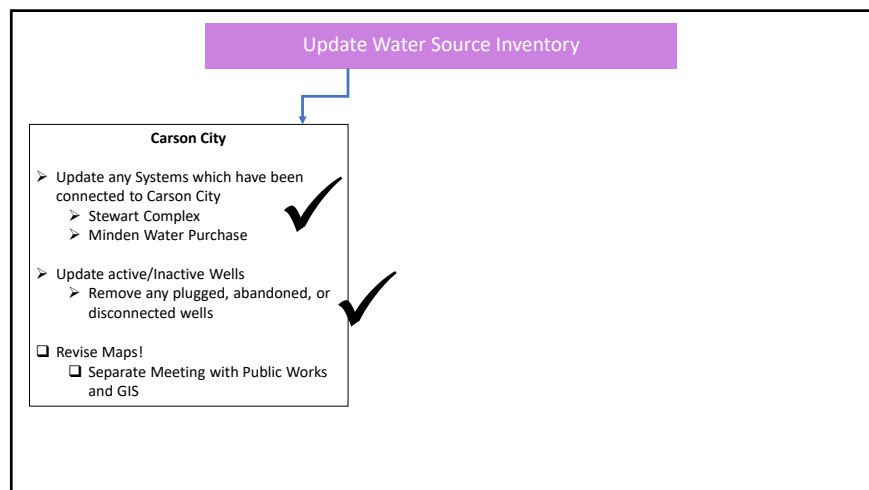 Update Water Source Inventory
Carson City
Update any Systems which have been
connected to Carson City
Stewart Complex
Minden Water Purchase
Update active/Inactive Wells
Remove any plugged, abandoned, or
disconnected wells
Revise Maps!
Separate Meeting with Public Works
and GIS